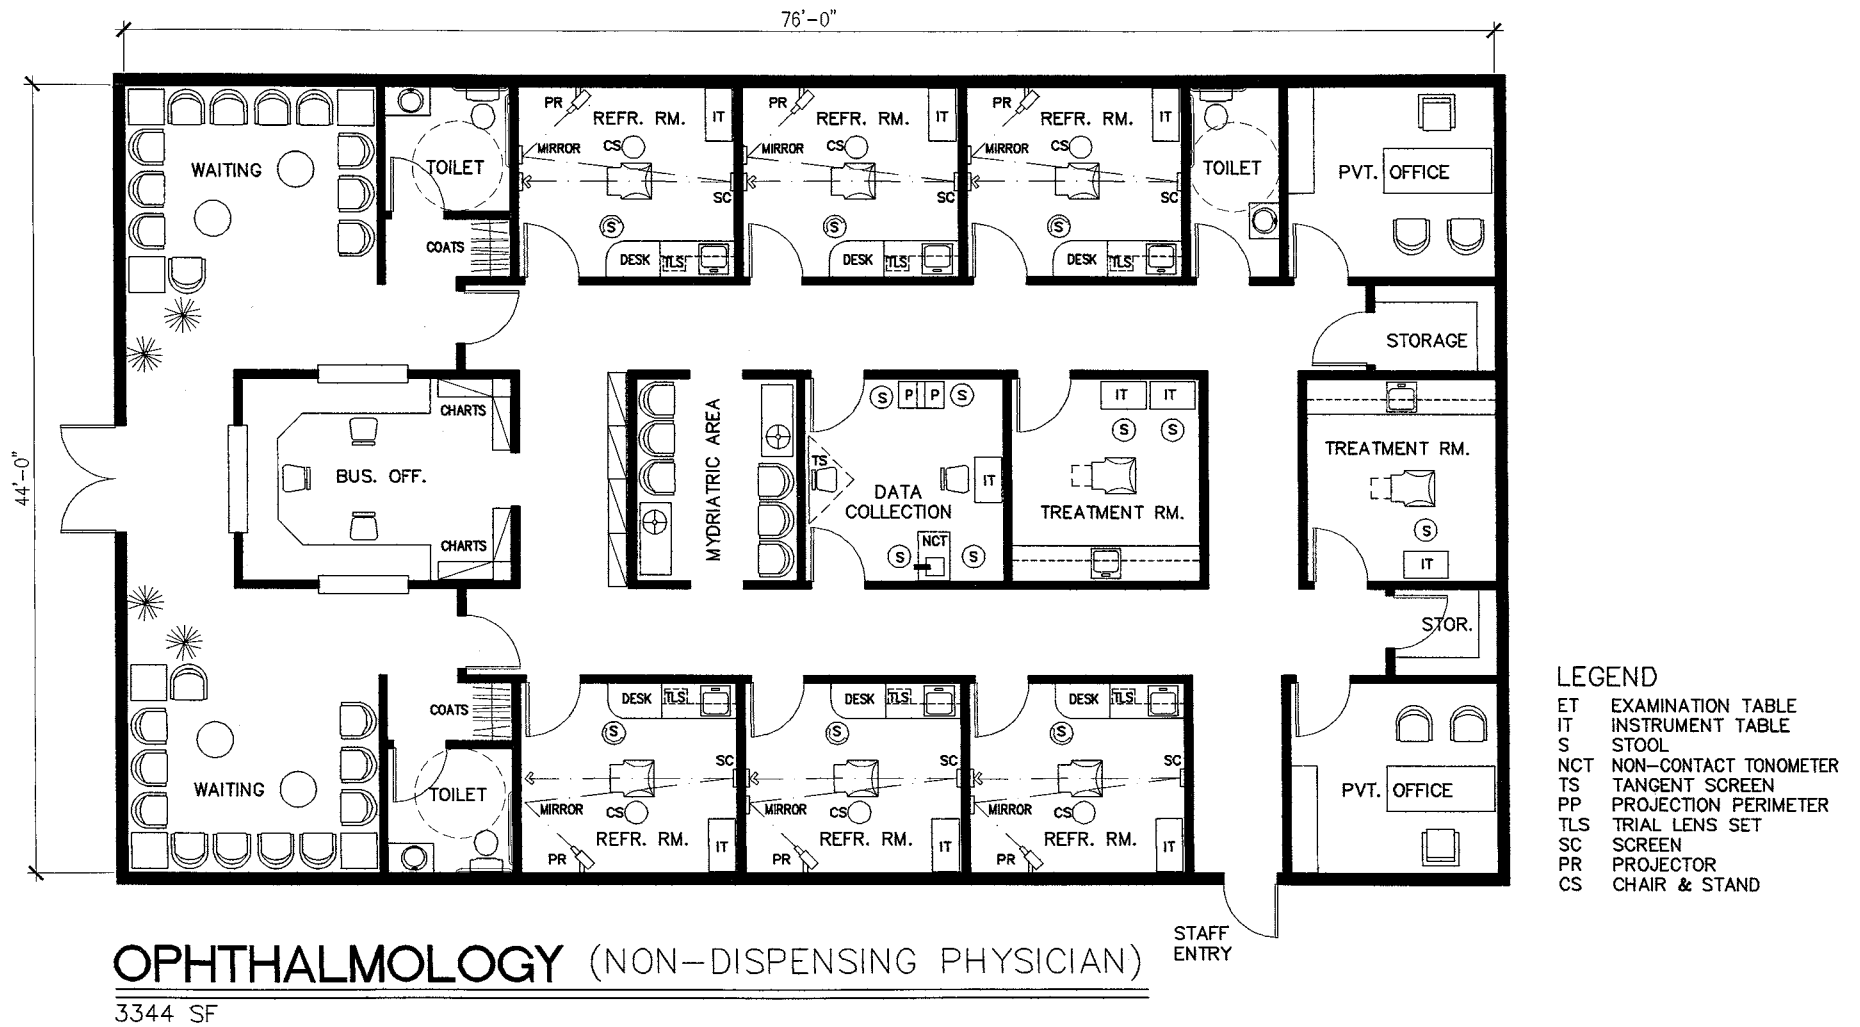 76'-0"
44'-0"
PR
REFR. RM.
IT
PR
REFR. RM.
IT
PR
REFR. RM.
IT
WAITING
TOILET
MIRROR
CS
MIRROR
CS
MIRROR
CS
TOILET
PVT. OFFICE
SC
SC
SC
S
S
S
COATS
DESK
TLS
DESK
TLS
DESK
TLS
STORAGE
CHARTS
MYDRIATRIC AREA
S
P
P
S
IT
IT
S
S
TREATMENT RM.
BUS. OFF.
TS
IT
DATA
COLLECTION
TREATMENT RM.
S
CHARTS
S
NCT
S
IT
STOR.
COATS
DESK
TLS
DESK
TLS
DESK
TLS
S
S
S
SC
SC
SC
WAITING
TOILET
MIRROR
CS
MIRROR
CS
MIRROR
CS
PVT. OFFICE
REFR. RM.
IT
REFR. RM.
IT
REFR. RM.
IT
PR
PR
PR
LEGEND
ET EXAMINATION TABLE
IT INSTRUMENT TABLE
S STOOL
NCT NON-CONTACT TONOMETER
TS TANGENT SCREEN
PP PROJECTION PERIMETER
TLS TRIAL LENS SET
SC SCREEN
PR PROJECTOR
CS CHAIR & STAND
STAFF
ENTRY
OPHTHALMOLOGY (NON-DISPENSING PHYSICIAN)
3344 SF